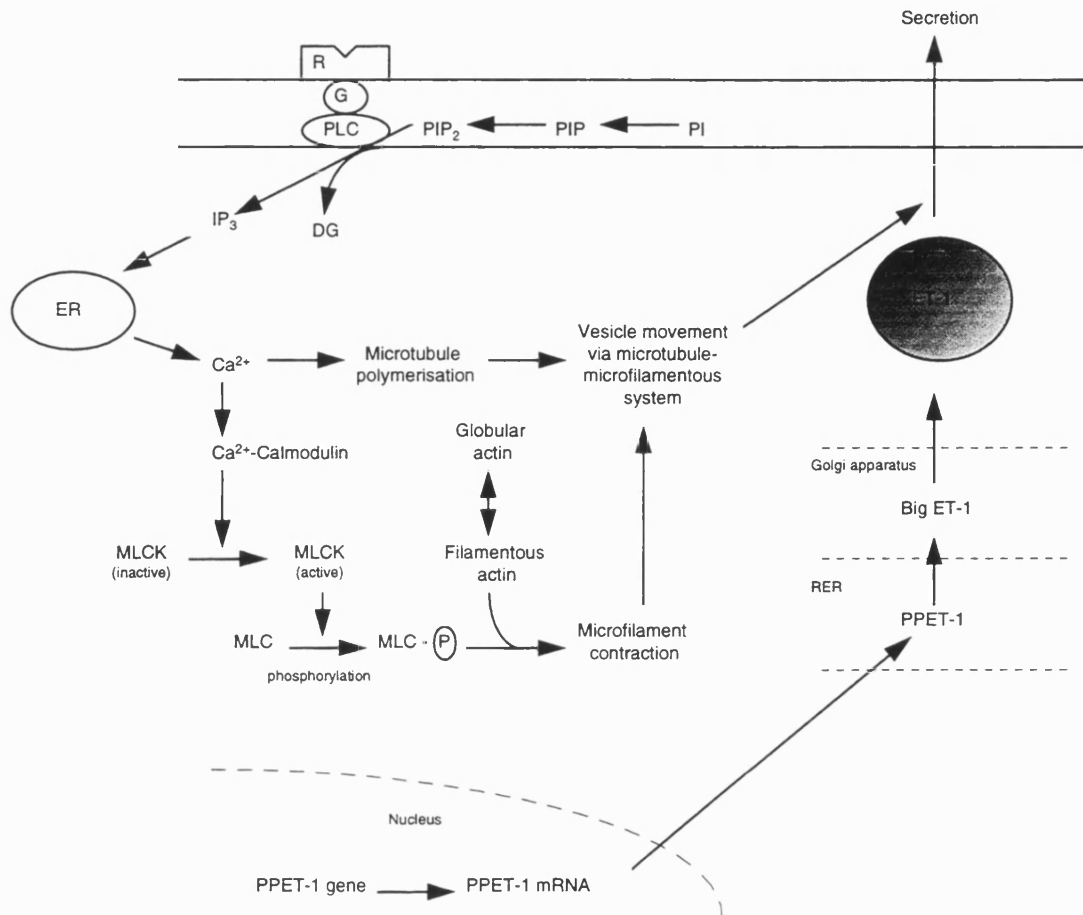 Secretion
R
G
PLC
PIP₂
PIP
PI
IP₃
DG
ER
Ca²⁺
Microtubule
polymerisation
Vesicle movement
via microtubule-
microfilamentous
system
ET-1
Ca²⁺-Calmodulin
Globular
actin
Golgi apparatus
Big ET-1
MLCK
(inactive)
MLCK
(active)
Filamentous
actin
RER
PPET-1
MLC
MLC - P
phosphorylation
Microfilament
contraction
Nucleus
PPET-1 gene
PPET-1 mRNA